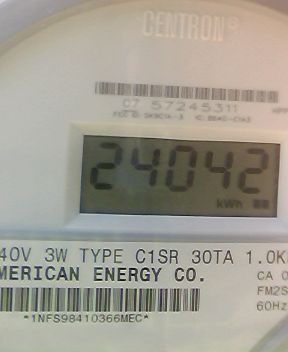 CENTRON®
07 57245311
24042
kWh
40V 3W TYPE C1SR 30TA 1.0K
MERICAN ENERGY CO.
CA 0
FM2S
60Hz
*1NFS98410366MEC*